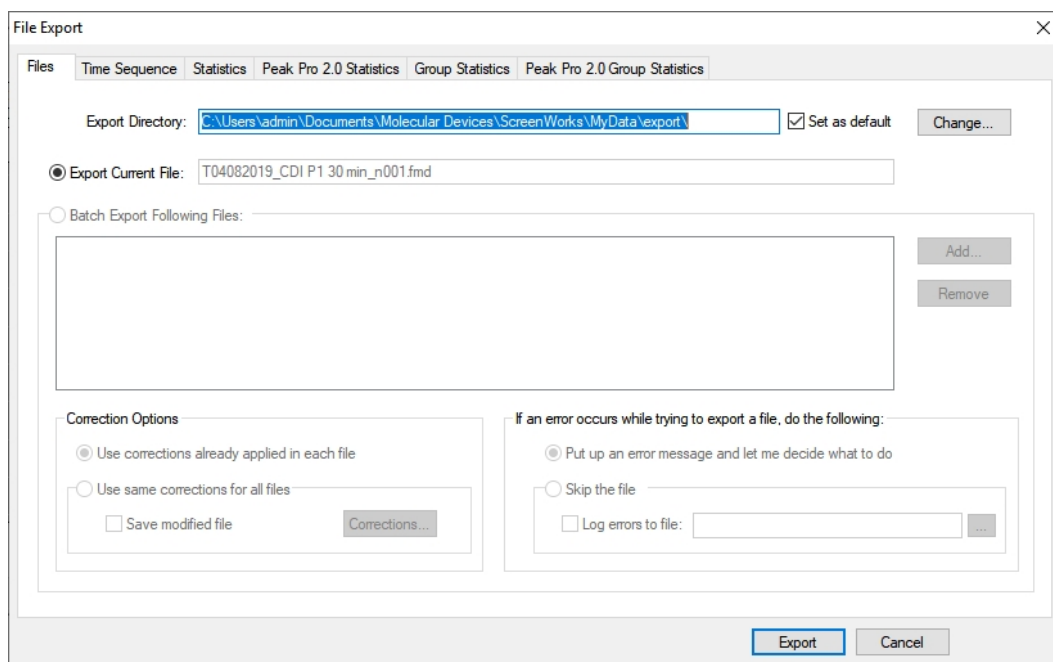 File Export
Files Time Sequence Statistics Peak Pro 2.0 Statistics Group Statistics Peak Pro 2.0 Group Statistics
Export Directory: C:\Users\admin\Documents\Molecular Devices\ScreenWorks\MyData\export\ Set as default Change...
Export Current File: T04082019_CDI P1 30 min_n001.fmd
Batch Export Following Files:
Add...
Remove
Correction Options
Use corrections already applied in each file
Use same corrections for all files
Save modified file Corrections...
If an error occurs while trying to export a file, do the following:
Put up an error message and let me decide what to do
Skip the file
Log errors to file: ...
Export Cancel